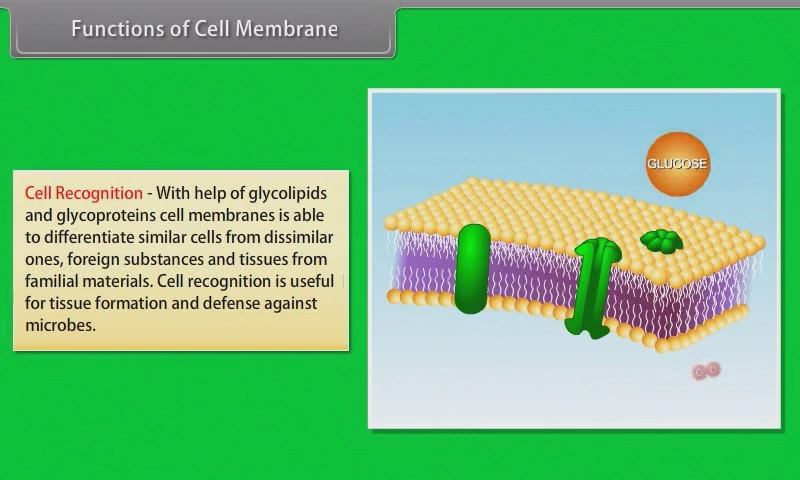 Functions of Cell Membrane
Cell Recognition - With help of glycolipids
and glycoproteins cell membranes is able
to differentiate similar cells from dissimilar
ones, foreign substances and tissues from
familial materials. Cell recognition is useful
for tissue formation and defense against
microbes.
GLUCOSE